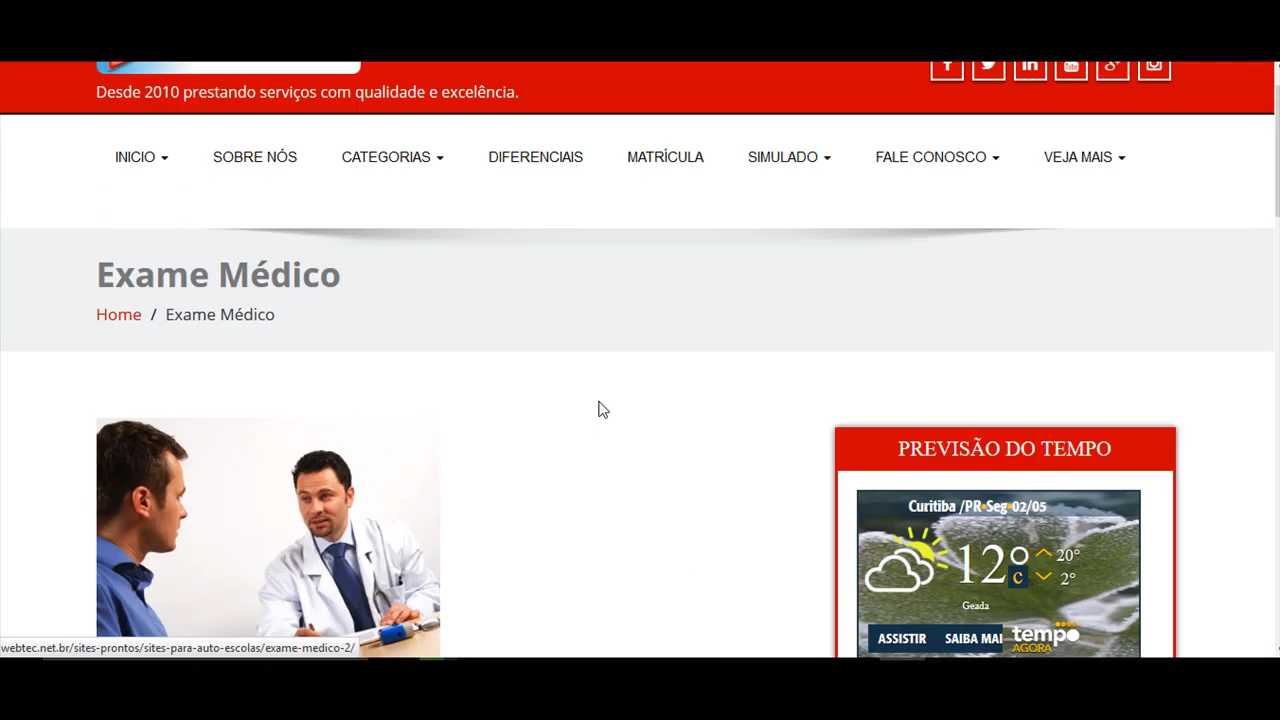 Desde 2010 prestando serviços com qualidade e excelência.
INICIO
SOBRE NÓS
CATEGORIAS
DIFERENCIAIS
MATRÍCULA
SIMULADO
FALE CONOSCO
VEJA MAIS
Exame Médico
Home / Exame Médico
PREVISÃO DO TEMPO
Curitiba /PR•Seg•02/05
12° c
20°
2°
Geada
ASSISTIR
SAIBA MAI
tempo
AGORA
webtec.net.br/sites-prontos/sites-para-auto-escolas/exame-medico-2/